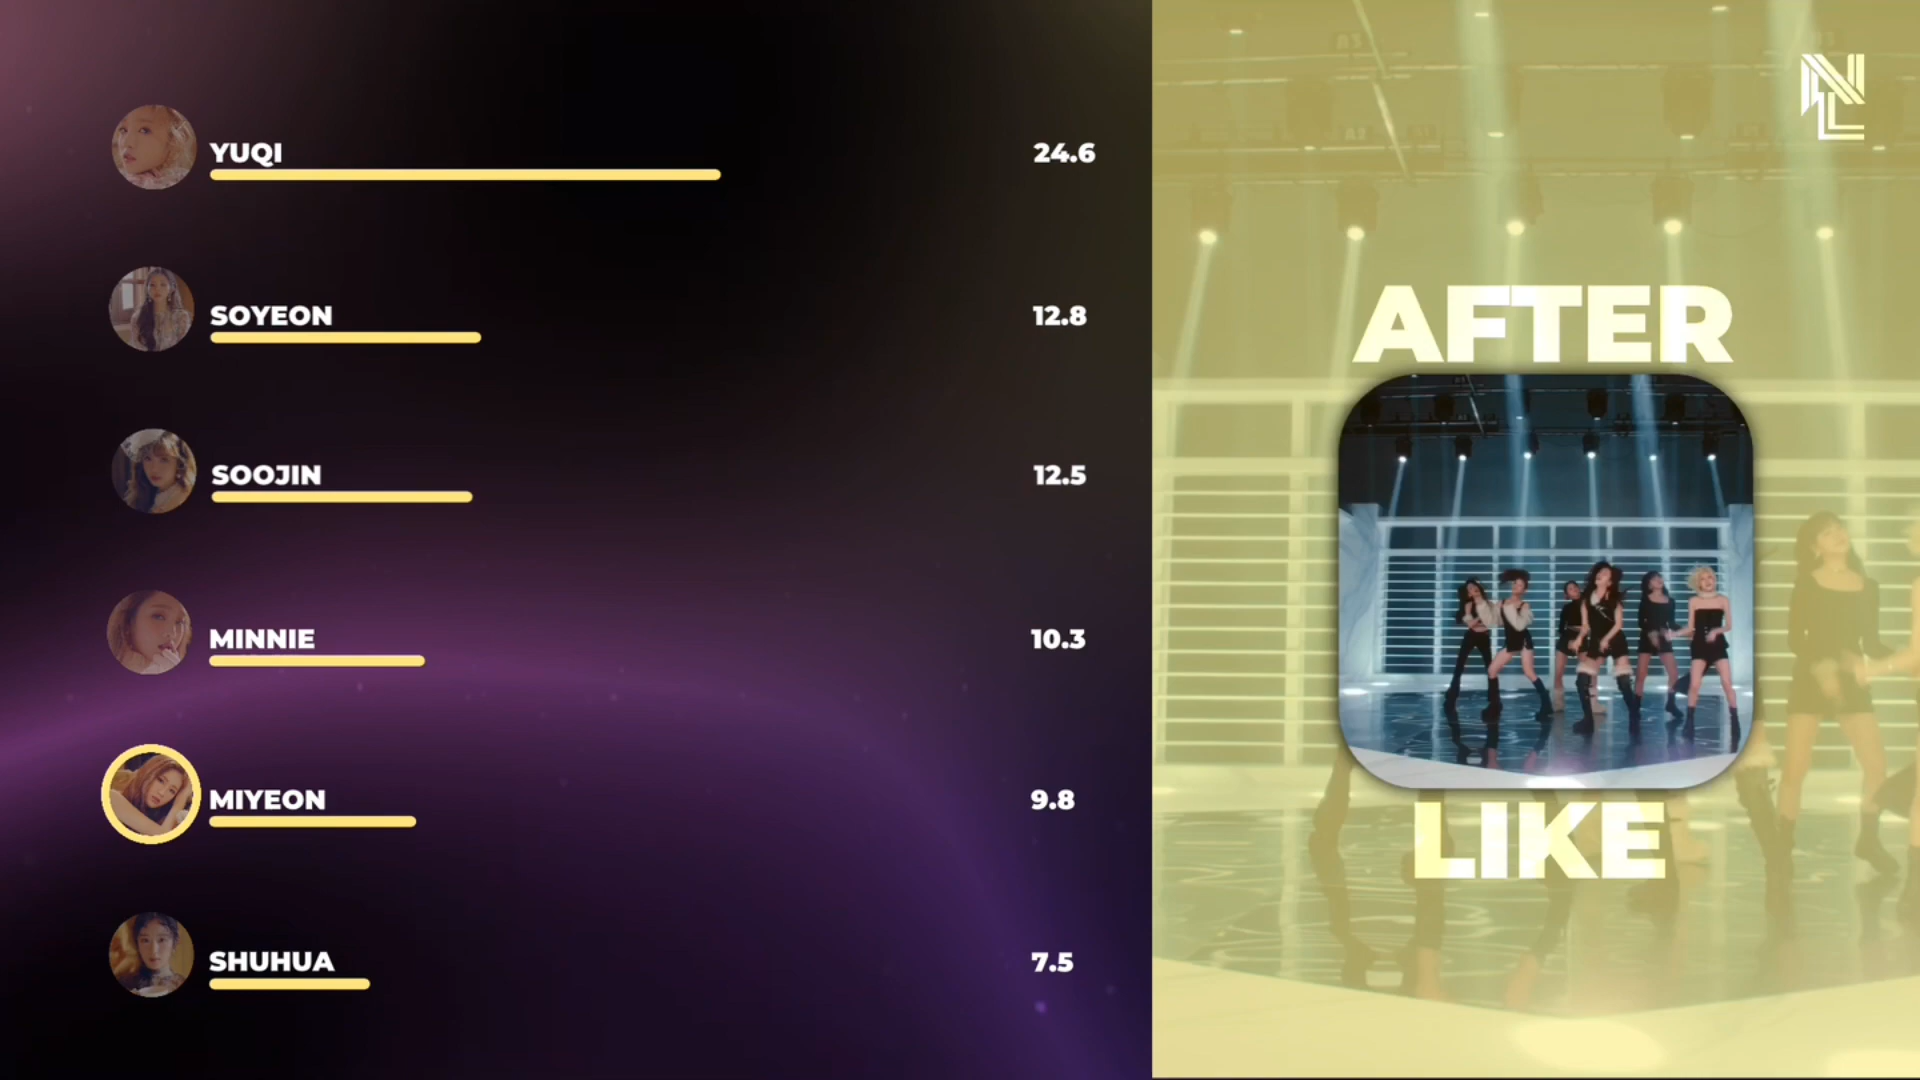 YUQI 24.6
SOYEON 12.8
SOOJIN 12.5
MINNIE 10.3
MIYEON 9.8
SHUHUA 7.5
AFTER
LIKE
NL